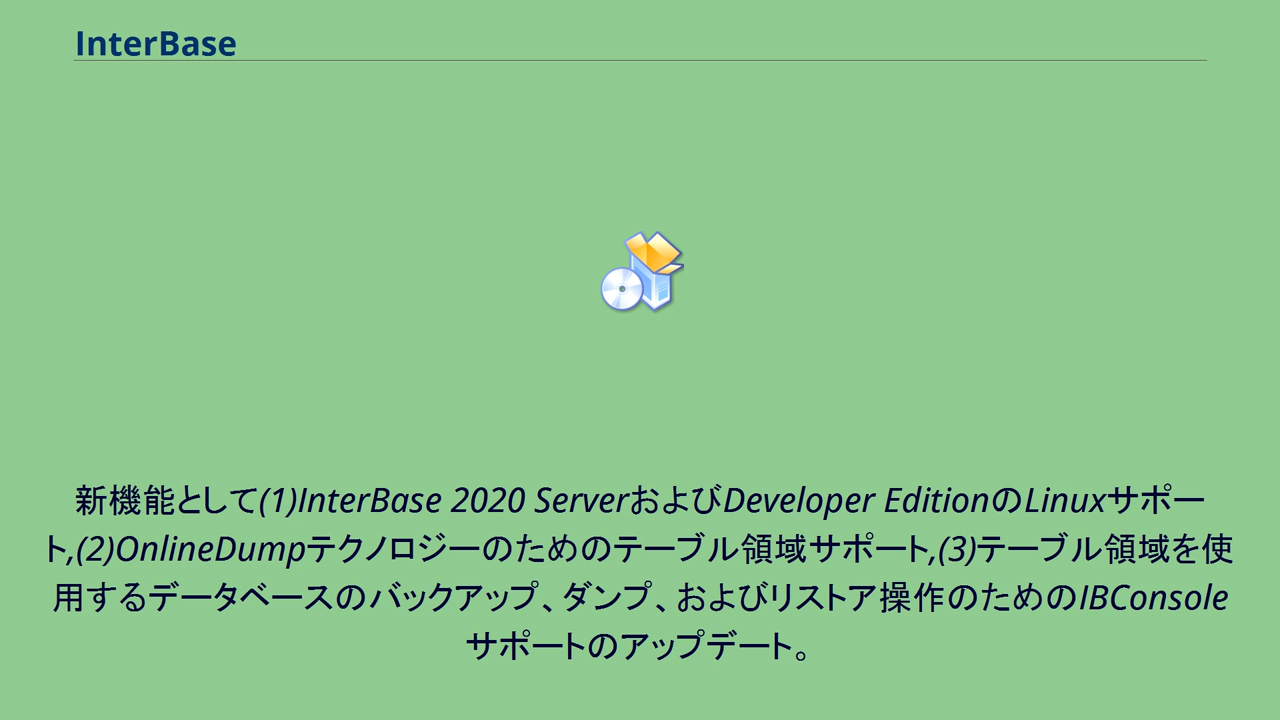 InterBase
新機能として(1)InterBase 2020 ServerおよびDeveloper EditionのLinuxサポー
ト,(2)OnlineDumpテクノロジーのためのテーブル領域サポート,(3)テーブル領域を使
用するデータベースのバックアップ、ダンプ、およびリストア操作のためのIBConsole
サポートのアップデート。